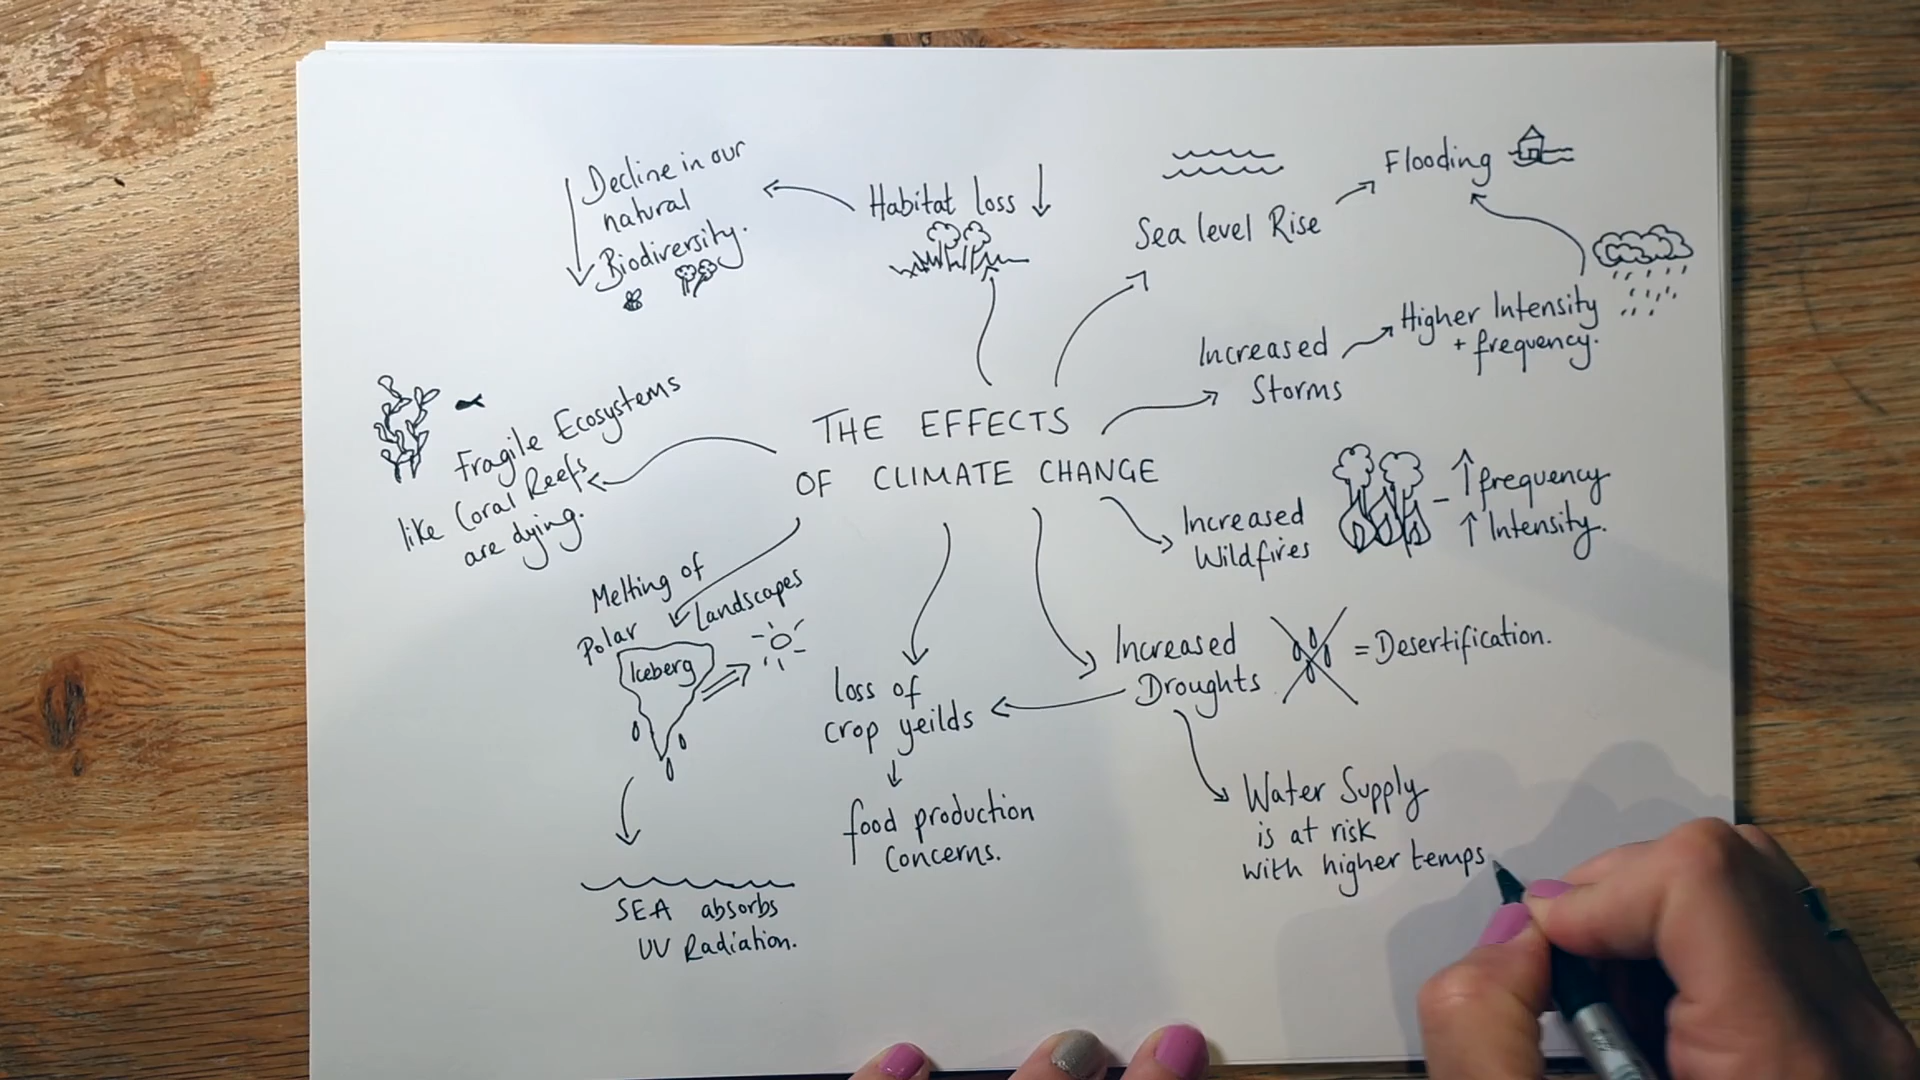 THE EFFECTS
OF CLIMATE CHANGE
Habitat loss
Decline in our
natural
Biodiversity.
Sea level Rise
Flooding
Increased
Storms
Higher Intensity
+ frequency.
Increased
Wildfires
- ↑ frequency
↑ Intensity.
Increased
Droughts
= Desertification.
Water Supply
is at risk
with higher temps
loss of
crop yeilds
food production
Concerns.
Melting of
Polar Landscapes
Iceberg
SEA absorbs
UV Radiation.
Fragile Ecosystems
like Coral Reefs
are dying.